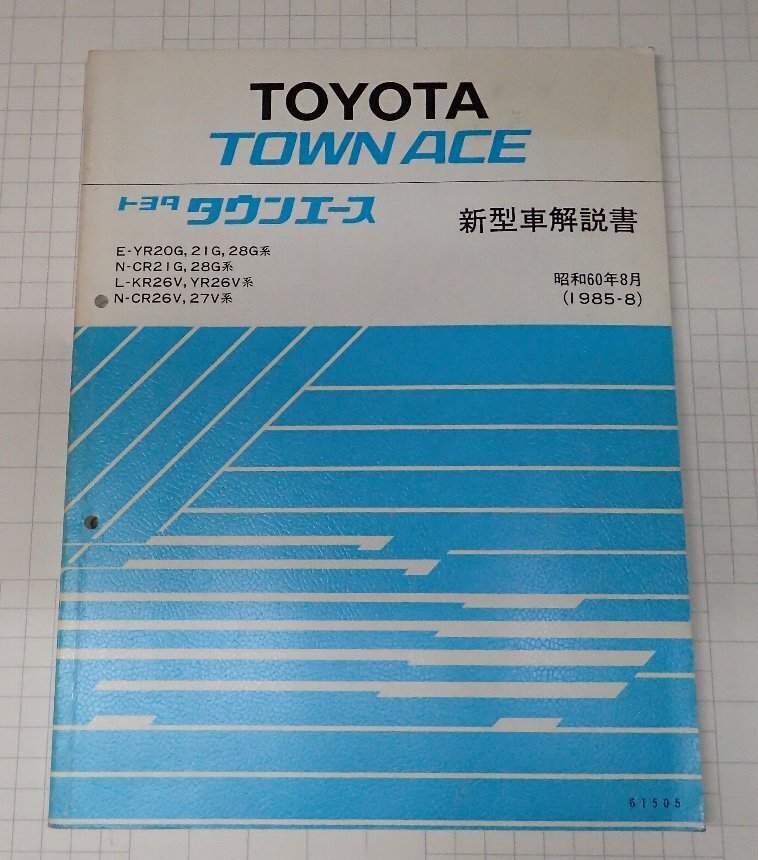 TOYOTA
TOWN ACE
トヨタ タウンエース
新型車解説書
E-YR20G, 21G, 28G系
N-CR21G, 28G系
L-KR26V, YR26V系
N-CR26V, 27V系
昭和60年8月
(1985-8)
61505